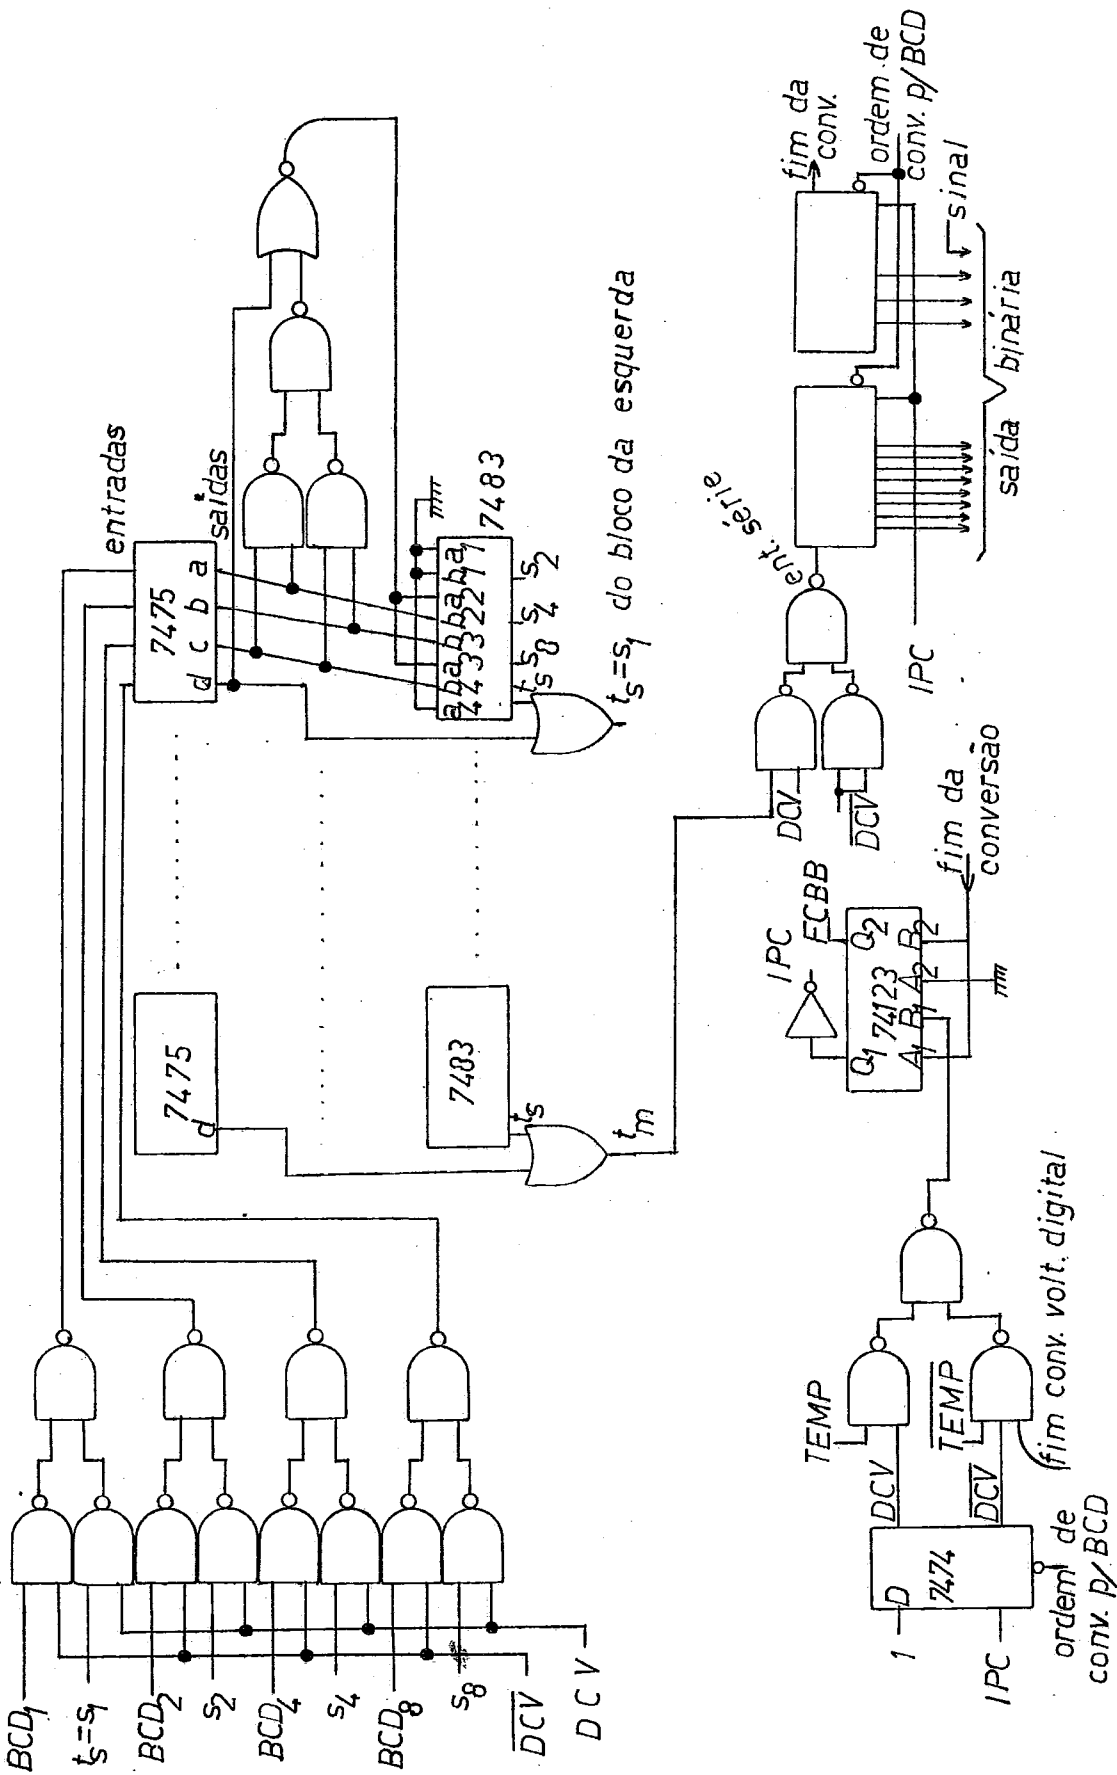 BCD1
ts=s1
BCD2
s2
BCD4
s4
BCD8
s8
DCV
DCV
7475
d
7483
ts
tm
entradas
7475
d c b a
saídas
a b a b a b b a
4 4 3 3 2 2 1 1
7483
ts s8 s4 s2
ts=s1 do bloco da esquerda
1
D
7474
IPC
ordem de
conv. p/BCD
DCV
DCV
TEMP
TEMP
fim conv. volt. digital
IPC
FCBB
Q1 Q2
74123
A1 B1 A2 B2
fim da
conversão
DCV
DCV
ent. série
IPC
fim da
conv.
ordem de
conv. p/BCD
sinal
saída binária